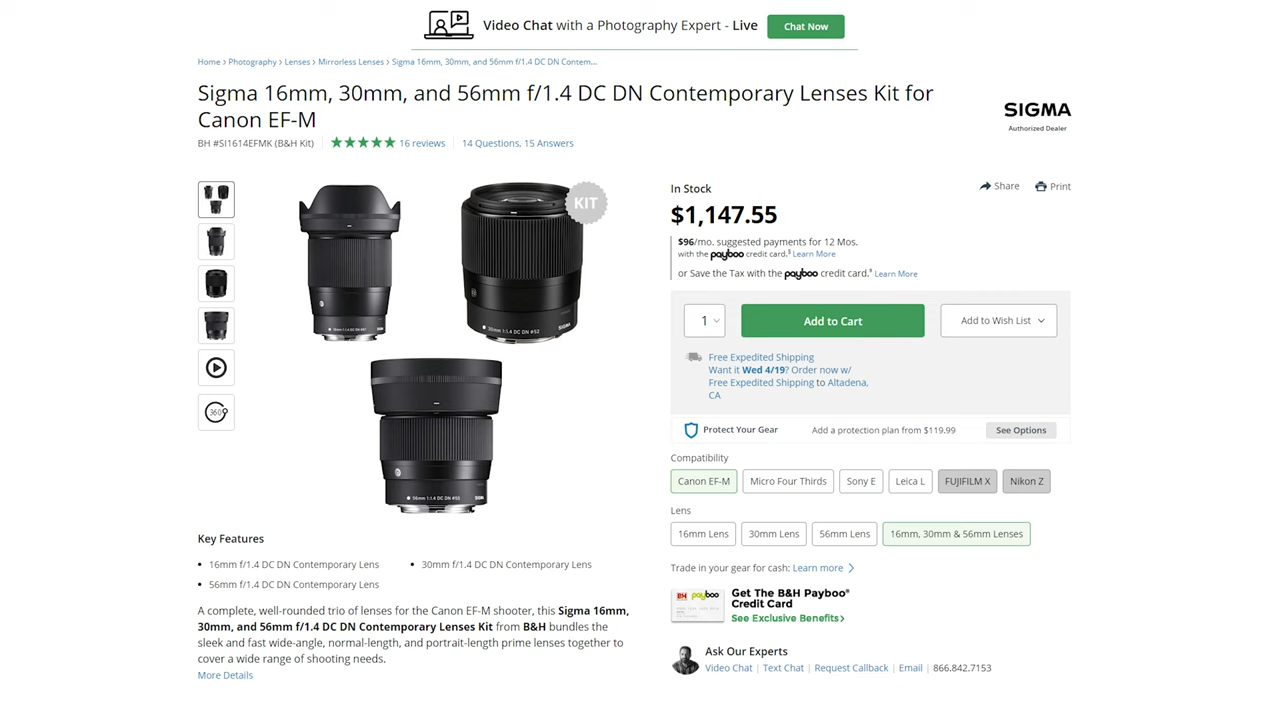 Video Chat with a Photography Expert - Live
Chat Now
Home › Photography › Lenses › Mirrorless Lenses › Sigma 16mm, 30mm, and 56mm f/1.4 DC DN Contem...
Sigma 16mm, 30mm, and 56mm f/1.4 DC DN Contemporary Lenses Kit for
Canon EF-M
SIGMA
Authorized Dealer
BH #SI1614EFMK (B&H Kit)
16 reviews
14 Questions, 15 Answers
KIT
In Stock
Share
Print
$1,147.55
$96/mo. suggested payments for 12 Mos.
with the payboo credit card.§ Learn More
or Save the Tax with the payboo credit card.* Learn More
1
Add to Cart
Add to Wish List
Free Expedited Shipping
Want it Wed 4/19? Order now w/
Free Expedited Shipping to Altadena,
CA
Protect Your Gear
Add a protection plan from $119.99
See Options
Compatibility
Canon EF-M
Micro Four Thirds
Sony E
Leica L
FUJIFILM X
Nikon Z
Lens
16mm Lens
30mm Lens
56mm Lens
16mm, 30mm & 56mm Lenses
Trade in your gear for cash: Learn more
Get The B&H Payboo®
Credit Card
See Exclusive Benefits
Ask Our Experts
Video Chat | Text Chat | Request Callback | Email | 866.842.7153
360
SIGMA
SIGMA
Key Features
16mm f/1.4 DC DN Contemporary Lens
30mm f/1.4 DC DN Contemporary Lens
56mm f/1.4 DC DN Contemporary Lens
A complete, well-rounded trio of lenses for the Canon EF-M shooter, this Sigma 16mm,
30mm, and 56mm f/1.4 DC DN Contemporary Lenses Kit from B&H bundles the
sleek and fast wide-angle, normal-length, and portrait-length prime lenses together to
cover a wide range of shooting needs.
More Details